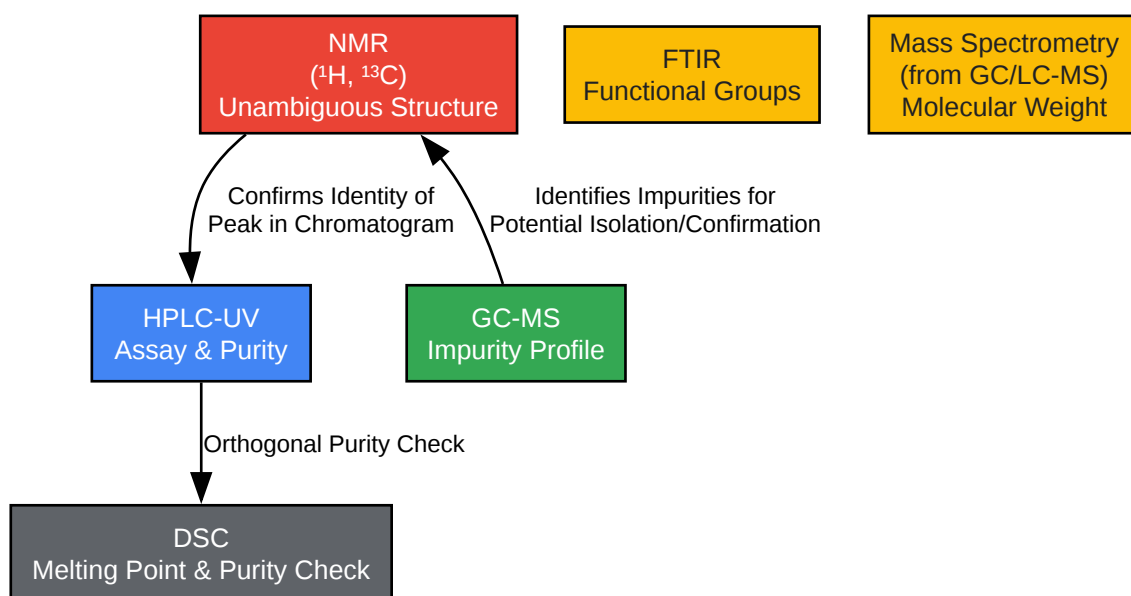 NMR
(¹H, ¹³C)
Unambiguous Structure
FTIR
Functional Groups
Mass Spectrometry
(from GC/LC-MS)
Molecular Weight
Confirms Identity of
Peak in Chromatogram
Identifies Impurities for
Potential Isolation/Confirmation
HPLC-UV
Assay & Purity
GC-MS
Impurity Profile
Orthogonal Purity Check
DSC
Melting Point & Purity Check